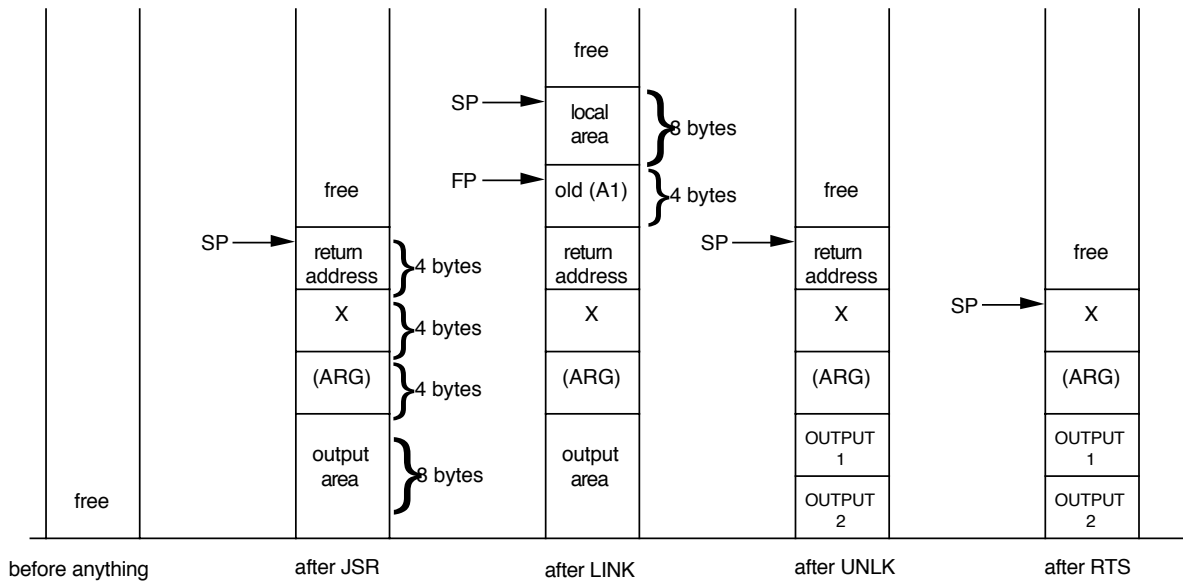 free
before anything
free
SP
return
address
4 bytes
X
4 bytes
(ARG)
4 bytes
output
area
8 bytes
after JSR
free
SP
local
area
8 bytes
FP
old (A1)
4 bytes
return
address
X
(ARG)
output
area
after LINK
free
SP
return
address
X
(ARG)
OUTPUT
1
OUTPUT
2
after UNLK
free
SP
X
(ARG)
OUTPUT
1
OUTPUT
2
after RTS